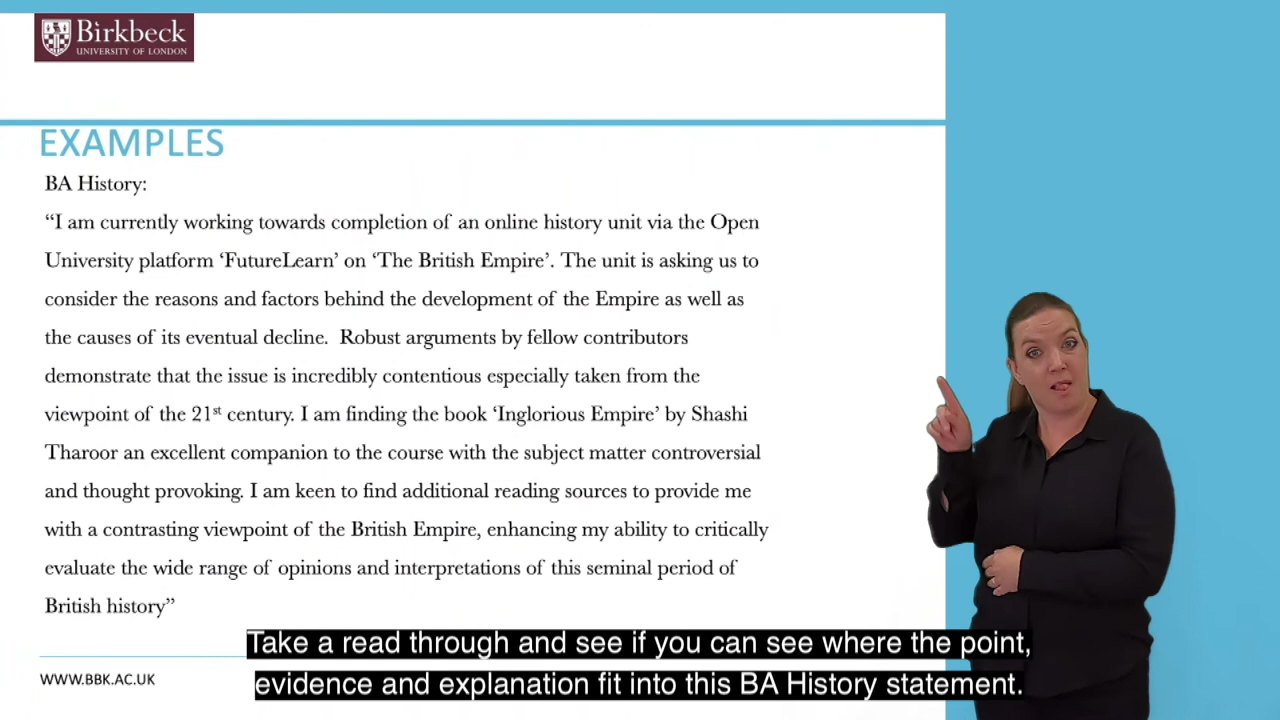 Birkbeck
UNIVERSITY OF LONDON
EXAMPLES
BA History:
“I am currently working towards completion of an online history unit via the Open
University platform ‘FutureLearn’ on ‘The British Empire’. The unit is asking us to
consider the reasons and factors behind the development of the Empire as well as
the causes of its eventual decline.  Robust arguments by fellow contributors
demonstrate that the issue is incredibly contentious especially taken from the
viewpoint of the 21st century. I am finding the book ‘Inglorious Empire’ by Shashi
Tharoor an excellent companion to the course with the subject matter controversial
and thought provoking. I am keen to find additional reading sources to provide me
with a contrasting viewpoint of the British Empire, enhancing my ability to critically
evaluate the wide range of opinions and interpretations of this seminal period of
British history”
Take a read through and see if you can see where the point,
evidence and explanation fit into this BA History statement.
WWW.BBK.AC.UK